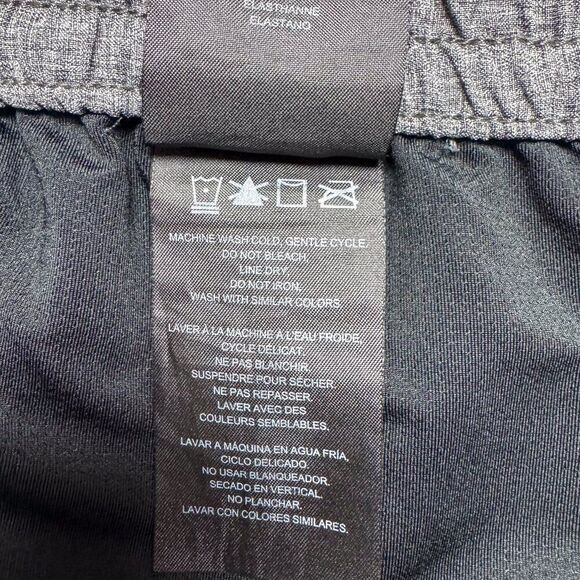 ELASTHANNE
ELASTANO
MACHINE WASH COLD, GENTLE CYCLE.
DO NOT BLEACH.
LINE DRY.
DO NOT IRON.
WASH WITH SIMILAR COLORS.
LAVER À LA MACHINE A L'EAU FROIDE,
CYCLE DELICAT.
NE PAS BLANCHIR.
SUSPENDRE POUR SÉCHER.
NE PAS REPASSER.
LAVER AVEC DES
COULEURS SEMBLABLES.
LAVAR A MÁQUINA EN AGUA FRÍA,
CICLO DELICADO.
NO USAR BLANQUEADOR.
SECADO EN VERTICAL.
NO PLANCHAR.
LAVAR CON COLORES SIMILARES.